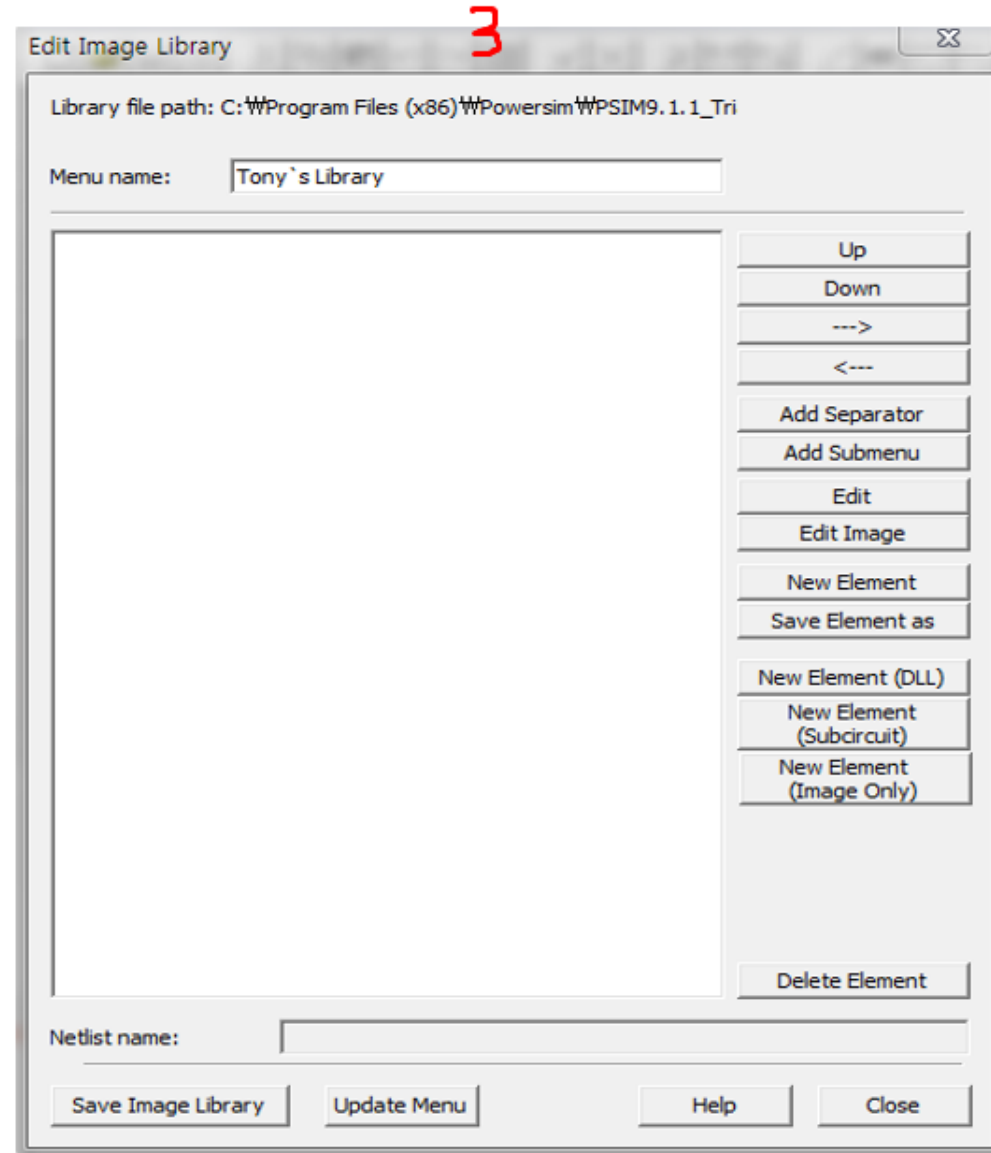 3
Edit Image Library
Library file path: C:₩Program Files (x86)₩Powersim₩PSIM9.1.1_Tri
Menu name: Tony`s Library
Up
Down
--->
<---
Add Separator
Add Submenu
Edit
Edit Image
New Element
Save Element as
New Element (DLL)
New Element
(Subcircuit)
New Element
(Image Only)
Delete Element
Netlist name:
Save Image Library Update Menu Help Close